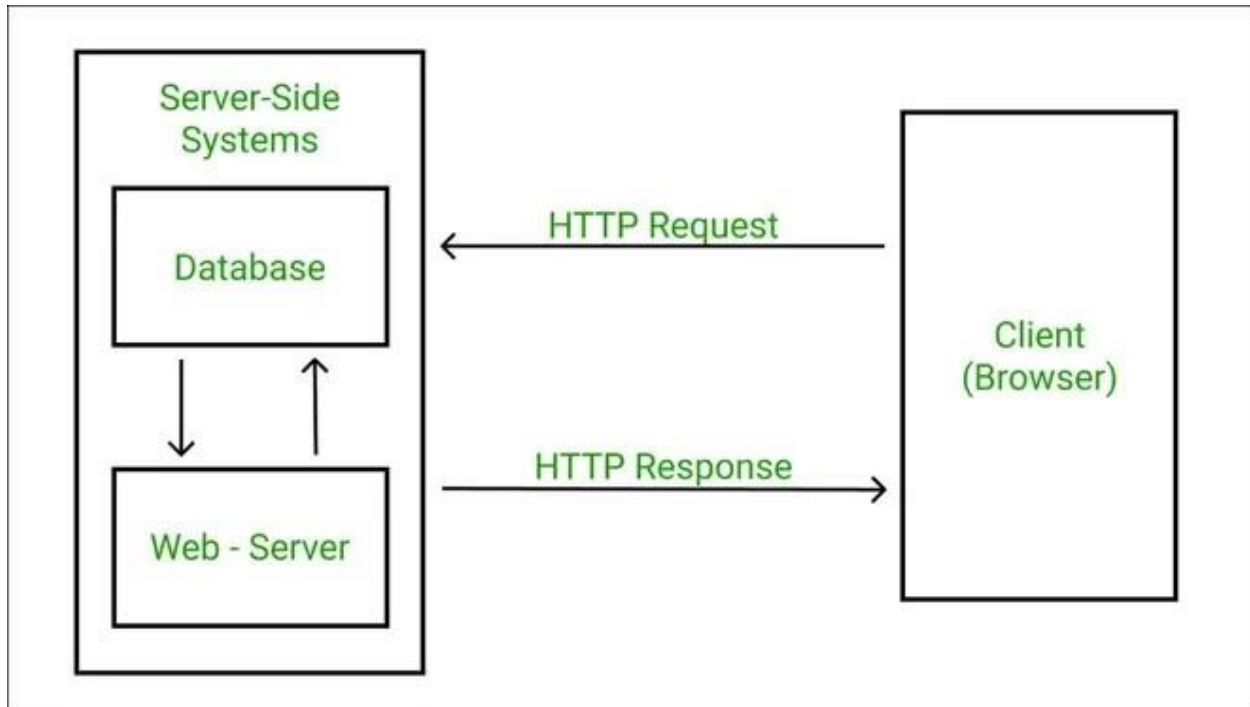 Server-Side
Systems
Database
Web - Server
HTTP Request
HTTP Response
Client
(Browser)